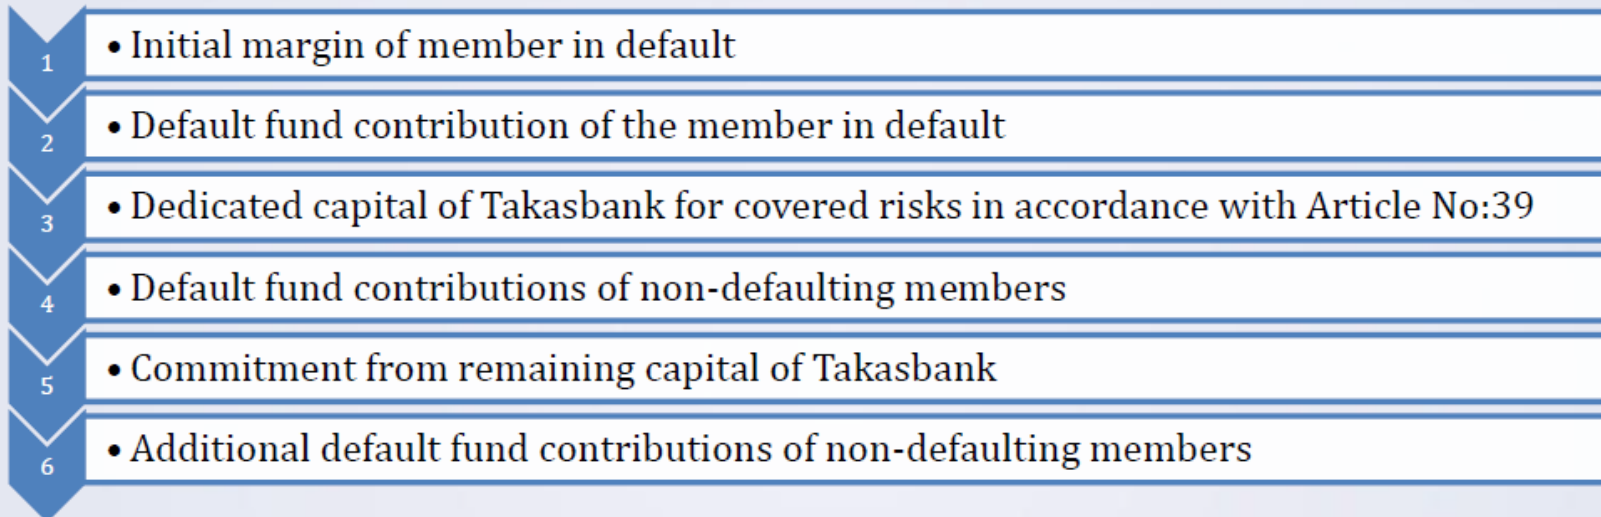 1
• Initial margin of member in default
2
• Default fund contribution of the member in default
3
• Dedicated capital of Takasbank for covered risks in accordance with Article No:39
4
• Default fund contributions of non-defaulting members
5
• Commitment from remaining capital of Takasbank
6
• Additional default fund contributions of non-defaulting members